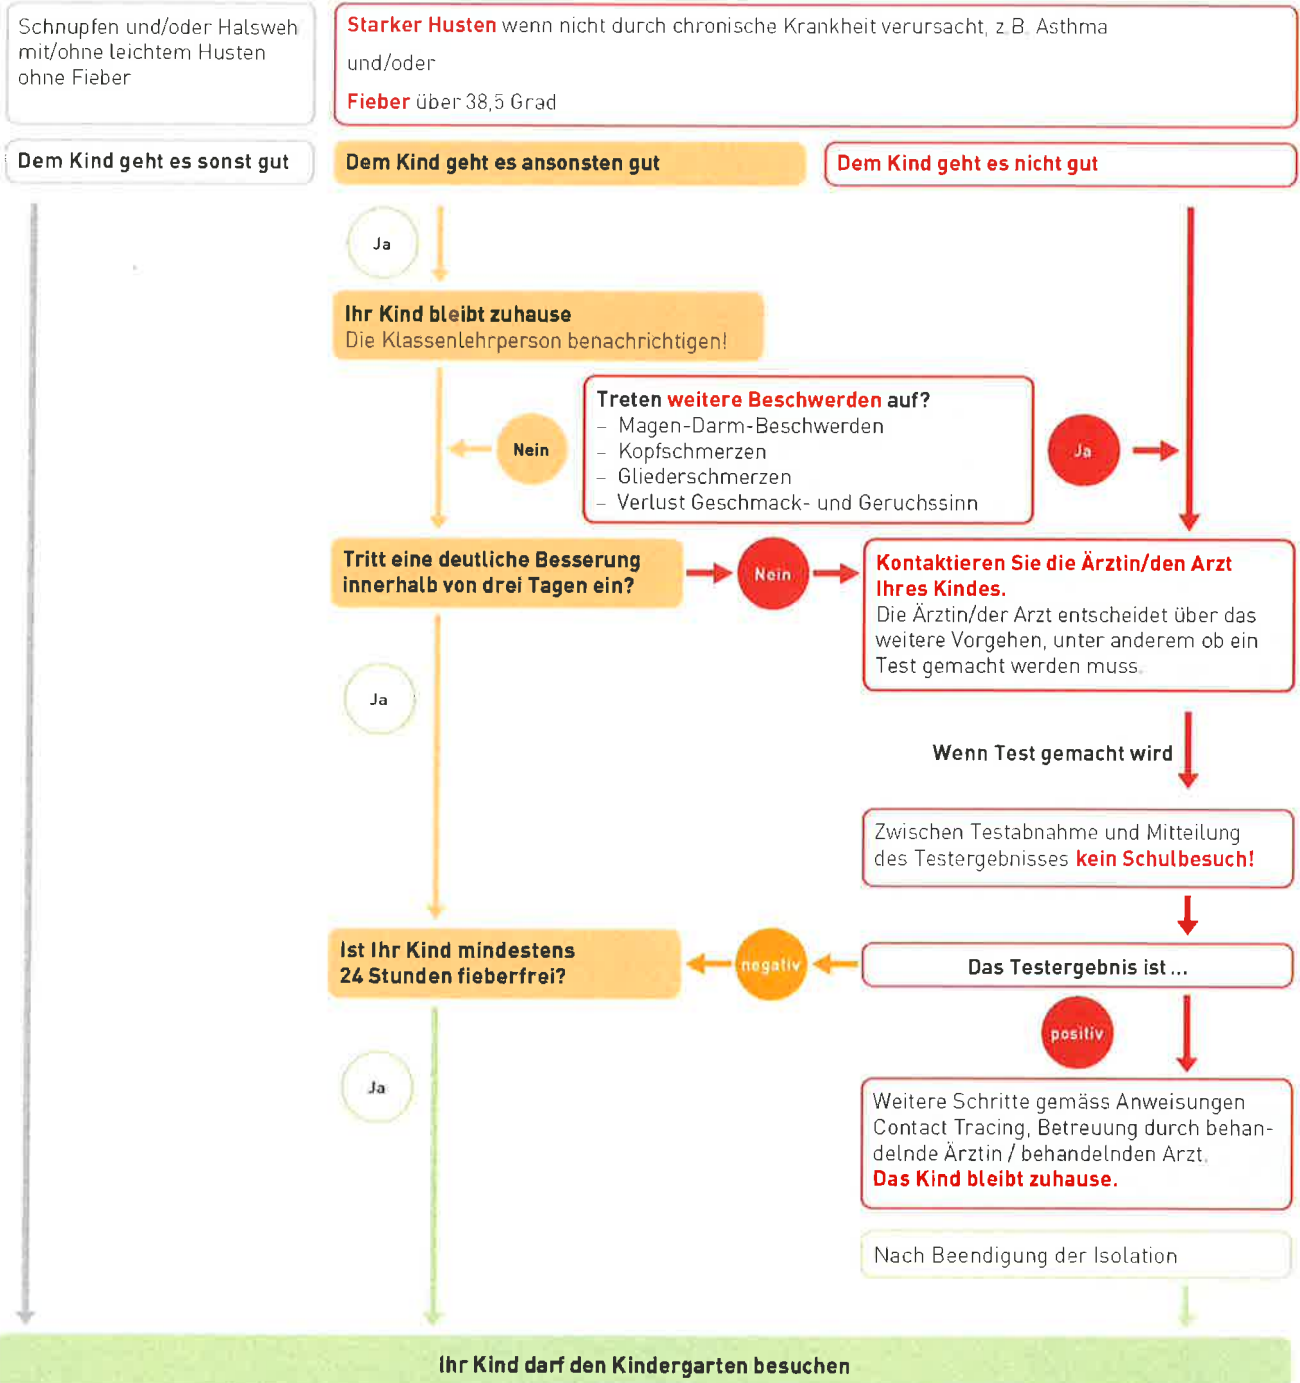 Schnupfen und/oder Halsweh
mit/ohne leichtem Husten
ohne Fieber
Starker Husten wenn nicht durch chronische Krankheit verursacht, z.B. Asthma
und/oder
Fieber über 38,5 Grad
Dem Kind geht es sonst gut
Dem Kind geht es ansonsten gut
Dem Kind geht es nicht gut
Ja
Ihr Kind bleibt zuhause
Die Klassenlehrperson benachrichtigen!
Treten weitere Beschwerden auf?
– Magen-Darm-Beschwerden
– Kopfschmerzen
– Gliederschmerzen
– Verlust Geschmack- und Geruchssinn
Nein
Ja
Tritt eine deutliche Besserung
innerhalb von drei Tagen ein?
Nein
Kontaktieren Sie die Ärztin/den Arzt
Ihres Kindes.
Die Ärztin/der Arzt entscheidet über das
weitere Vorgehen, unter anderem ob ein
Test gemacht werden muss.
Ja
Wenn Test gemacht wird
Zwischen Testabnahme und Mitteilung
des Testergebnisses kein Schulbesuch!
Ist Ihr Kind mindestens
24 Stunden fieberfrei?
negativ
Das Testergebnis ist ...
positiv
Ja
Weitere Schritte gemäss Anweisungen
Contact Tracing, Betreuung durch behan-
delnde Ärztin / behandelnden Arzt.
Das Kind bleibt zuhause.
Nach Beendigung der Isolation
Ihr Kind darf den Kindergarten besuchen